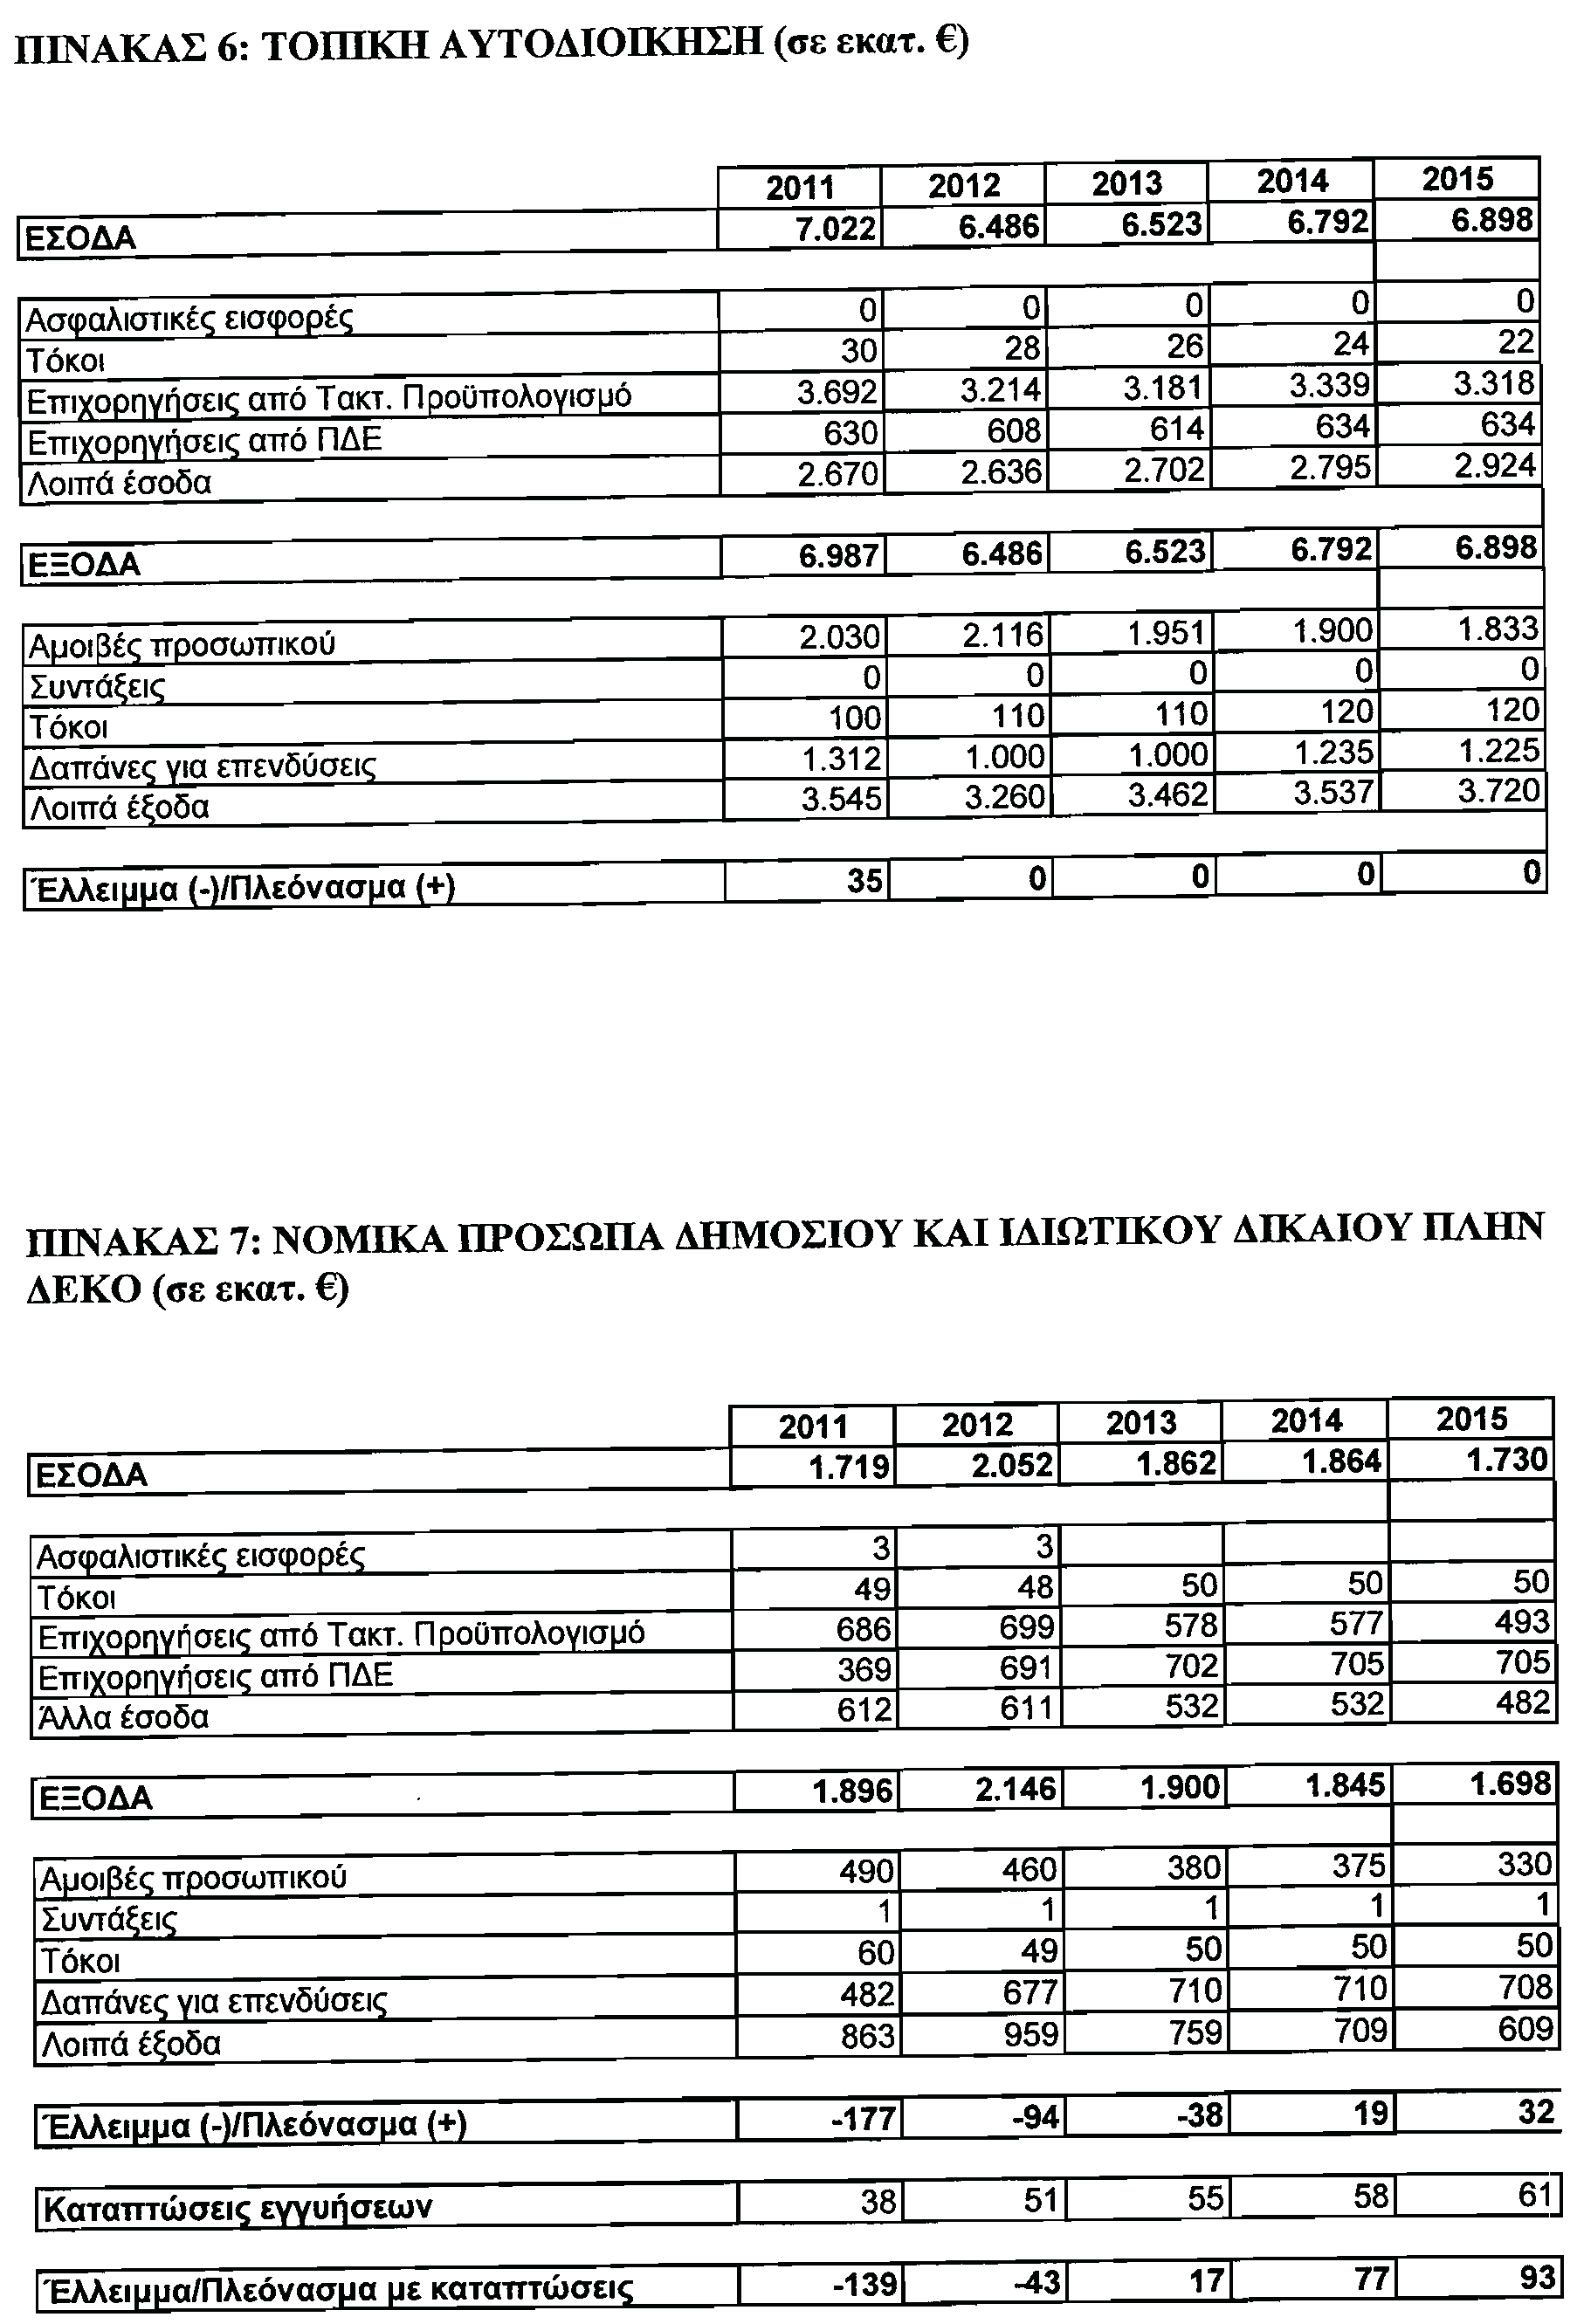 ΠΙΝΑΚΑΣ 6: ΤΟΠΙΚΗ ΑΥΤΟΔΙΟΙΚΗΣΗ (σε εκατ. €)
2011 2012 2013 2014 2015
ΕΣΟΔΑ 7.022 6.486 6.523 6.792 6.898
Ασφαλιστικές εισφορές 0 0 0 0 0
Τόκοι 30 28 26 24 22
Επιχορηγήσεις από Τακτ. Προϋπολογισμό 3.692 3.214 3.181 3.339 3.318
Επιχορηγήσεις από ΠΔΕ 630 608 614 634 634
Λοιπά έσοδα 2.670 2.636 2.702 2.795 2.924
ΕΞΟΔΑ 6.987 6.486 6.523 6.792 6.898
Αμοιβές προσωπικού 2.030 2.116 1.951 1.900 1.833
Συντάξεις 0 0 0 0 0
Τόκοι 100 110 110 120 120
Δαπάνες για επενδύσεις 1.312 1.000 1.000 1.235 1.225
Λοιπά έξοδα 3.545 3.260 3.462 3.537 3.720
Έλλειμμα (-)/Πλεόνασμα (+) 35 0 0 0 0
ΠΙΝΑΚΑΣ 7: ΝΟΜΙΚΑ ΠΡΟΣΩΠΑ ΔΗΜΟΣΙΟΥ ΚΑΙ ΙΔΙΩΤΙΚΟΥ ΔΙΚΑΙΟΥ ΠΛΗΝ
ΔΕΚΟ (σε εκατ. €)
2011 2012 2013 2014 2015
ΕΣΟΔΑ 1.719 2.052 1.862 1.864 1.730
Ασφαλιστικές εισφορές 3 3
Τόκοι 49 48 50 50 50
Επιχορηγήσεις από Τακτ. Προϋπολογισμό 686 699 578 577 493
Επιχορηγήσεις από ΠΔΕ 369 691 702 705 705
Άλλα έσοδα 612 611 532 532 482
ΕΞΟΔΑ 1.896 2.146 1.900 1.845 1.698
Αμοιβές προσωπικού 490 460 380 375 330
Συντάξεις 1 1 1 1 1
Τόκοι 60 49 50 50 50
Δαπάνες για επενδύσεις 482 677 710 710 708
Λοιπά έξοδα 863 959 759 709 609
Έλλειμμα (-)/Πλεόνασμα (+) -177 -94 -38 19 32
Καταπτώσεις εγγυήσεων 38 51 55 58 61
Έλλειμμα/Πλεόνασμα με καταπτώσεις -139 -43 17 77 93